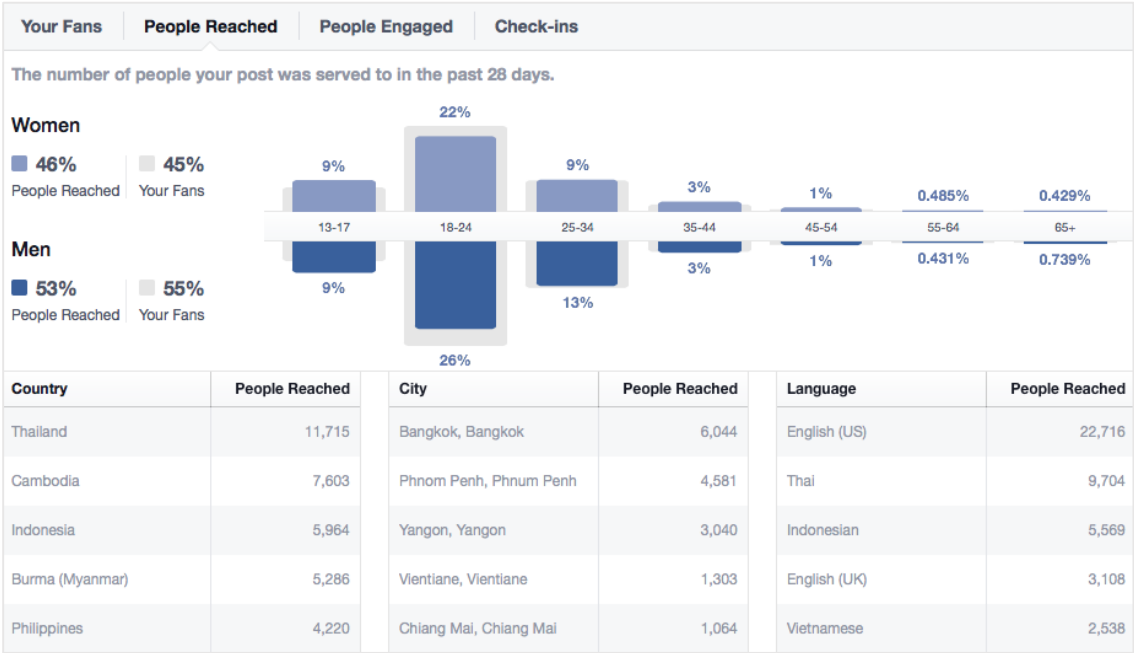 Your Fans People Reached People Engaged Check-ins
The number of people your post was served to in the past 28 days.
Women
46% 45%
People Reached Your Fans
Men
53% 55%
People Reached Your Fans
9% 22% 9% 3% 1% 0.485% 0.429%
13-17 18-24 25-34 35-44 45-54 55-64 65+
9% 26% 13% 3% 1% 0.431% 0.739%
Country People Reached City People Reached Language People Reached
Thailand 11,715 Bangkok, Bangkok 6,044 English (US) 22,716
Cambodia 7,603 Phnom Penh, Phnum Penh 4,581 Thai 9,704
Indonesia 5,964 Yangon, Yangon 3,040 Indonesian 5,569
Burma (Myanmar) 5,286 Vientiane, Vientiane 1,303 English (UK) 3,108
Philippines 4,220 Chiang Mai, Chiang Mai 1,064 Vietnamese 2,538